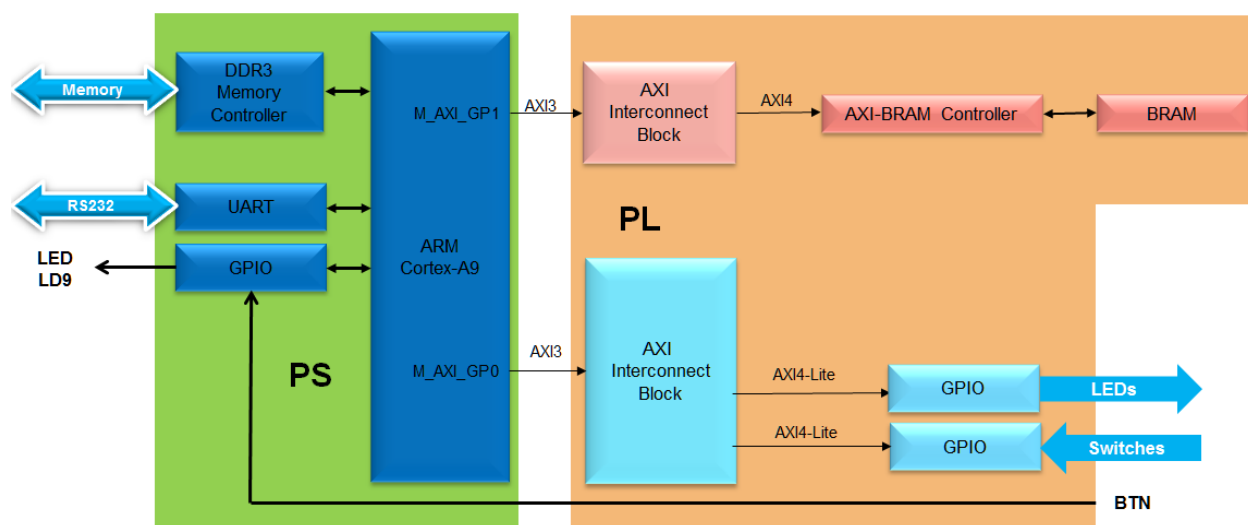 DDR3
Memory
Controller
Memory
M_AXI_GP1
AXI3
AXI
Interconnect
Block
AXI4
AXI-BRAM Controller
BRAM
RS232
UART
PL
LED
LD9
GPIO
ARM
Cortex-A9
PS
M_AXI_GP0
AXI3
AXI
Interconnect
Block
AXI4-Lite
GPIO
LEDs
AXI4-Lite
GPIO
Switches
BTN